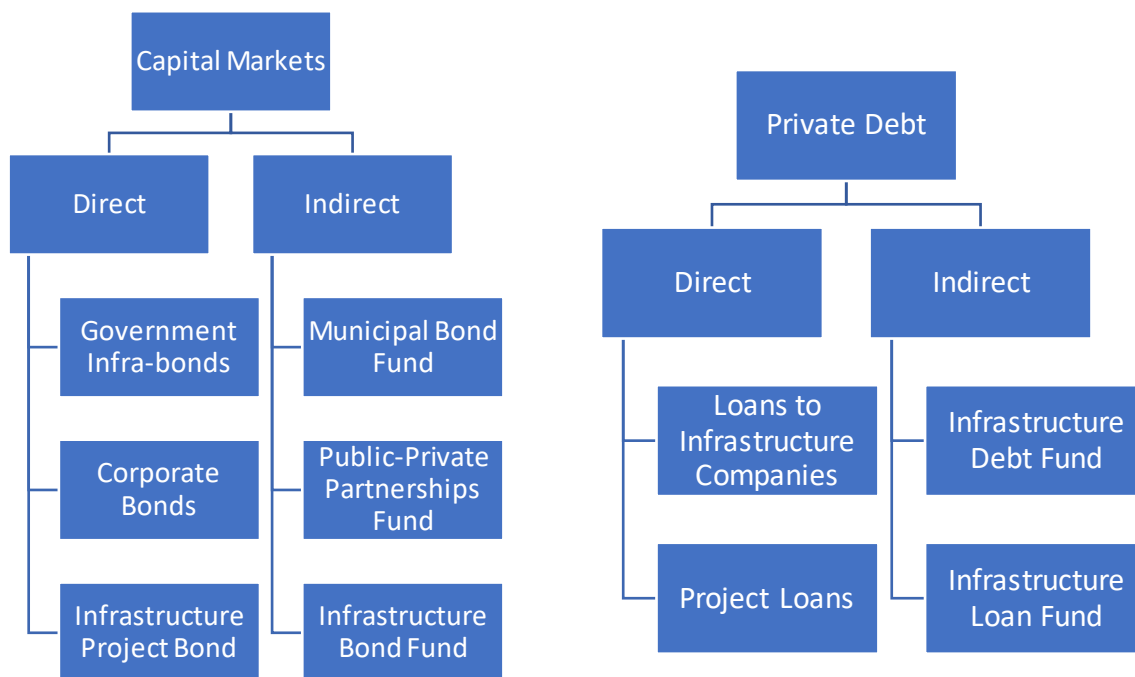 Capital Markets
Direct
Indirect
Government
Infra-bonds
Municipal Bond
Fund
Corporate
Bonds
Public-Private
Partnerships
Fund
Infrastructure
Project Bond
Infrastructure
Bond Fund
Private Debt
Direct
Indirect
Loans to
Infrastructure
Companies
Infrastructure
Debt Fund
Project Loans
Infrastructure
Loan Fund